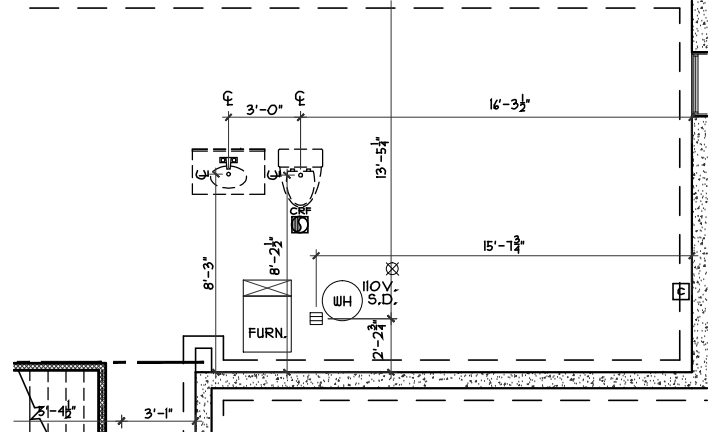 ℄ ℄
3'-0" 16'-3½"
13'-5½"
℄ ℄
CRF
15'-7¾"
8'-3" 8'-2½"
110V.
S.D.
WH
C
FURN.
2'-2¾"
3'-4½" 3'-1"